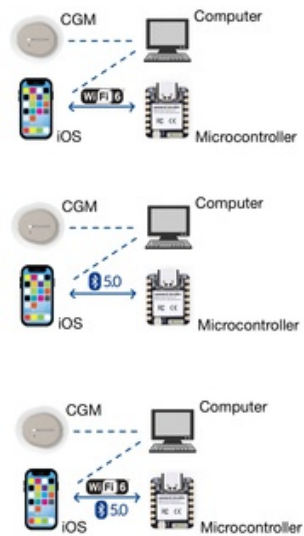 CGM
Computer
WiFi 6
iOS
Microcontroller
CGM
Computer
5.0
iOS
Microcontroller
CGM
Computer
WiFi 6
5.0
iOS
Microcontroller